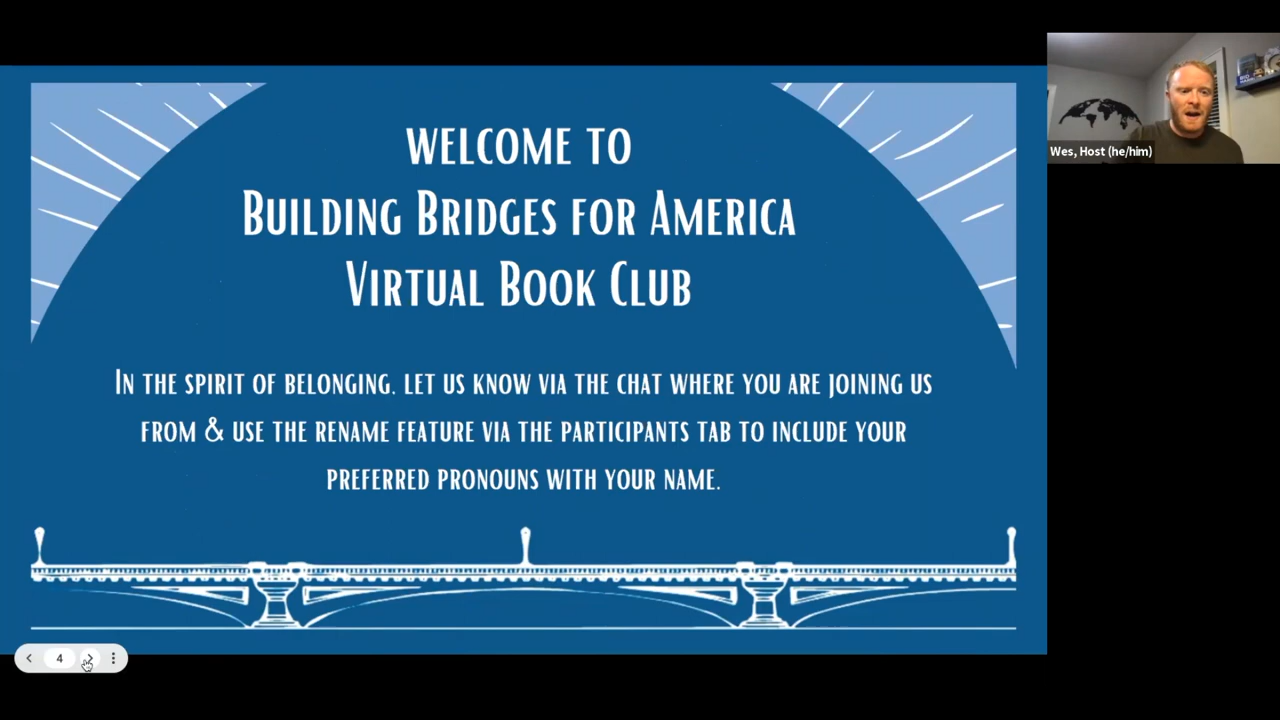 WELCOME TO
BUILDING BRIDGES FOR AMERICA
VIRTUAL BOOK CLUB
IN THE SPIRIT OF BELONGING. LET US KNOW VIA THE CHAT WHERE YOU ARE JOINING US
FROM & USE THE RENAME FEATURE VIA THE PARTICIPANTS TAB TO INCLUDE YOUR
PREFERRED PRONOUNS WITH YOUR NAME.
Wes, Host (he/him)
4